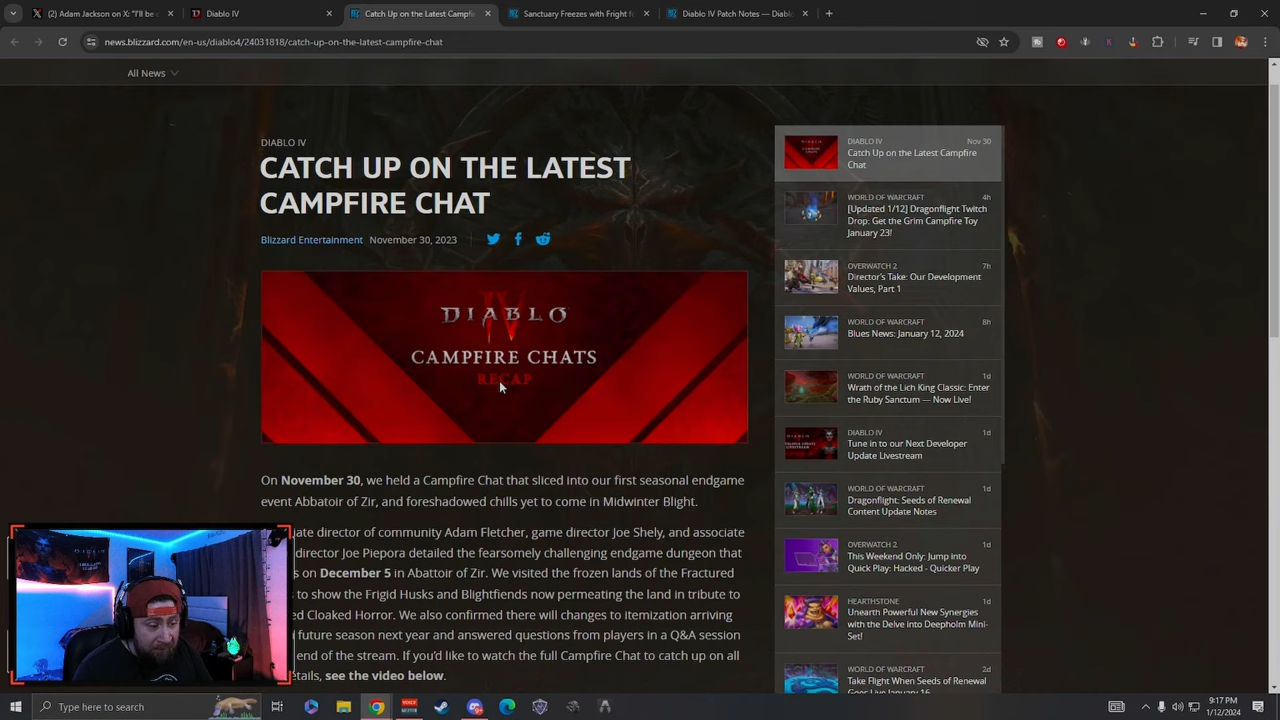 (2) Adam Jackson on X: "I'll be
Diablo IV
Catch Up on the Latest Campfir
Sanctuary Freezes with Fright fo
Diablo IV Patch Notes — Diablo
news.blizzard.com/en-us/diablo4/24031818/catch-up-on-the-latest-campfire-chat
All News
DIABLO IV
CATCH UP ON THE LATEST
CAMPFIRE CHAT
Blizzard Entertainment November 30, 2023
DIABLO
IV
CAMPFIRE CHATS
RECAP
On November 30, we held a Campfire Chat that sliced into our first seasonal endgame
event Abbatoir of Zir, and foreshadowed chills yet to come in Midwinter Blight.
iate director of community Adam Fletcher, game director Joe Shely, and associate
director Joe Piepora detailed the fearsomely challenging endgame dungeon that
s on December 5 in Abattoir of Zir. We visited the frozen lands of the Fractured
to show the Frigid Husks and Blightfiends now permeating the land in tribute to
ed Cloaked Horror. We also confirmed there will changes to itemization arriving
future season next year and answered questions from players in a Q&A session
end of the stream. If you'd like to watch the full Campfire Chat to catch up on all
etails, see the video below.
DIABLO IV Nov 30
Catch Up on the Latest Campfire
Chat
WORLD OF WARCRAFT 4h
[Updated 1/12] Dragonflight Twitch
Drop: Get the Grim Campfire Toy
January 23!
OVERWATCH 2 7h
Director's Take: Our Development
Values, Part 1
WORLD OF WARCRAFT 8h
Blues News: January 12, 2024
WORLD OF WARCRAFT 1d
Wrath of the Lich King Classic: Enter
the Ruby Sanctum — Now Live!
DIABLO IV 1d
Tune in to our Next Developer
Update Livestream
WORLD OF WARCRAFT 1d
Dragonflight: Seeds of Renewal
Content Update Notes
OVERWATCH 2 1d
This Weekend Only: Jump into
Quick Play: Hacked - Quicker Play
HEARTHSTONE 1d
Unearth Powerful New Synergies
with the Delve into Deepholm Mini-
Set!
WORLD OF WARCRAFT 2d
Take Flight When Seeds of Renewal
Goes Live January 16
Type here to search
9:17 PM
1/12/2024